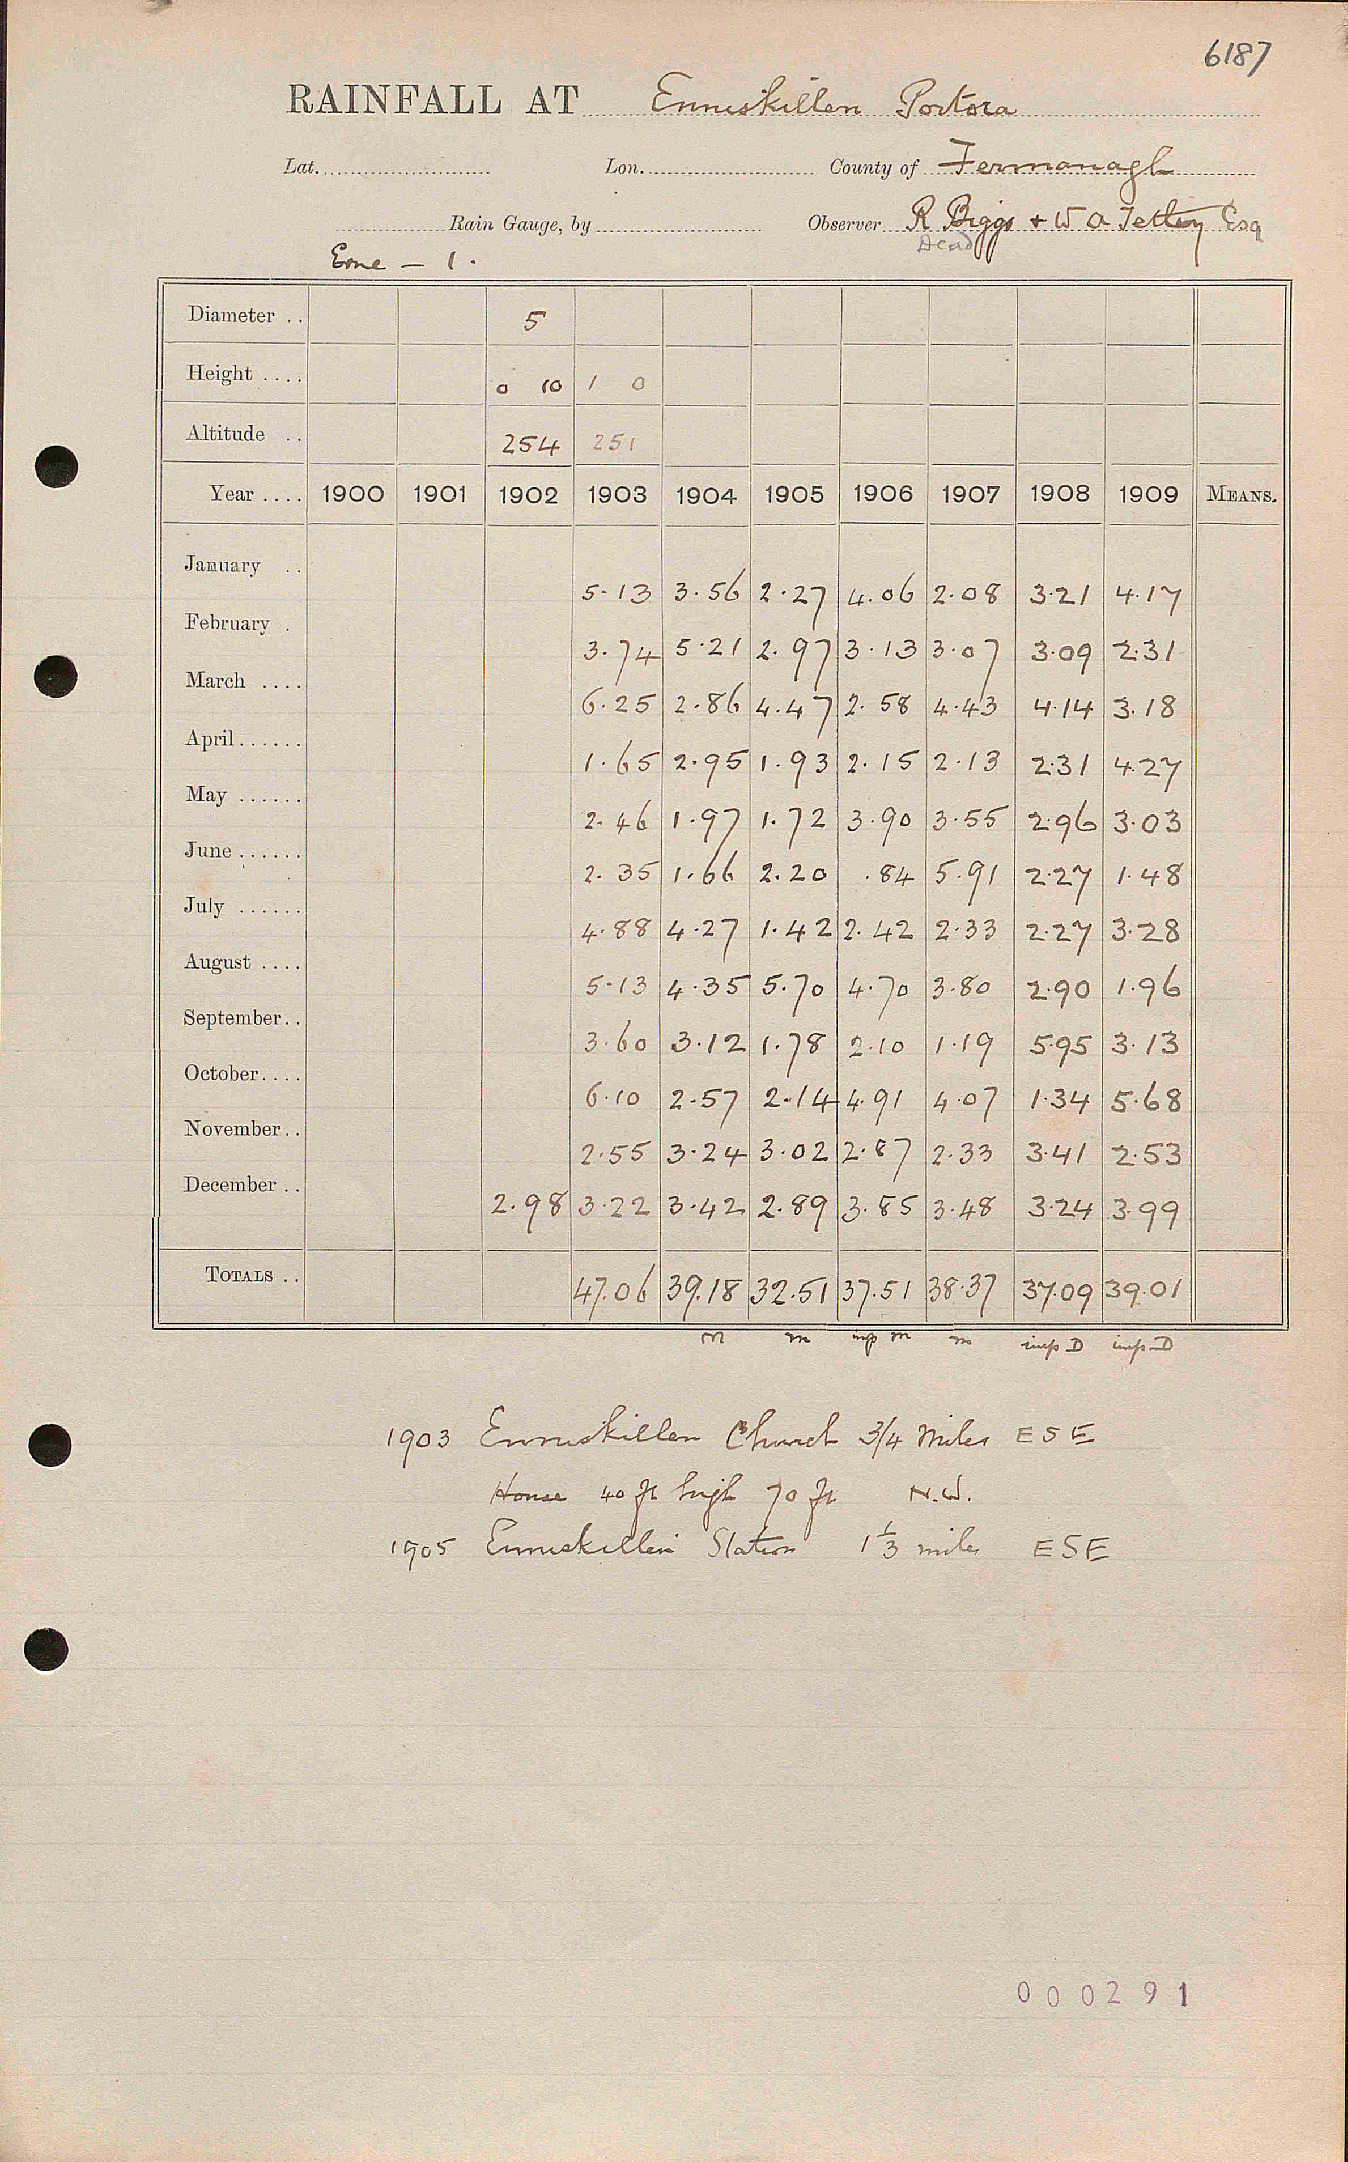 6187
RAINFALL AT Enniskillen Portora
Lat. Lon. County of Fermanagh
Rain Gauge, by Observer R Biggs + W A Tetley Esq
Dead
Erne - 1.
Diameter .. 5
Height .... 0 10 1 0
Altitude .. 254 251
Year .... 1900 1901 1902 1903 1904 1905 1906 1907 1908 1909 MEANS.
January .. 5.13 3.56 2.27 4.06 2.08 3.21 4.17
February . 3.74 5.21 2.97 3.13 3.07 3.09 2.31
March .... 6.25 2.86 4.47 2.58 4.43 4.14 3.18
April...... 1.65 2.95 1.93 2.15 2.13 2.31 4.27
May ...... 2.46 1.97 1.72 3.90 3.55 2.96 3.03
June ...... 2.35 1.66 2.20 .84 5.91 2.27 1.48
July ...... 4.88 4.27 1.42 2.42 2.33 2.27 3.28
August .... 5.13 4.35 5.70 4.70 3.80 2.90 1.96
September.. 3.60 3.12 1.78 2.10 1.19 5.95 3.13
October.... 6.10 2.57 2.14 4.91 4.07 1.34 5.68
November.. 2.55 3.24 3.02 2.87 2.33 3.41 2.53
December .. 2.98 3.22 3.42 2.89 3.85 3.48 3.24 3.99
TOTALS .. 47.06 39.18 32.51 37.51 38.37 37.09 39.01
m m inp m m inp D inp D
1903 Enniskillen Church 3/4 Miles ESE
House 40 ft high 70 ft N.W.
1905 Enniskillen Station 1 1/3 miles ESE
000291